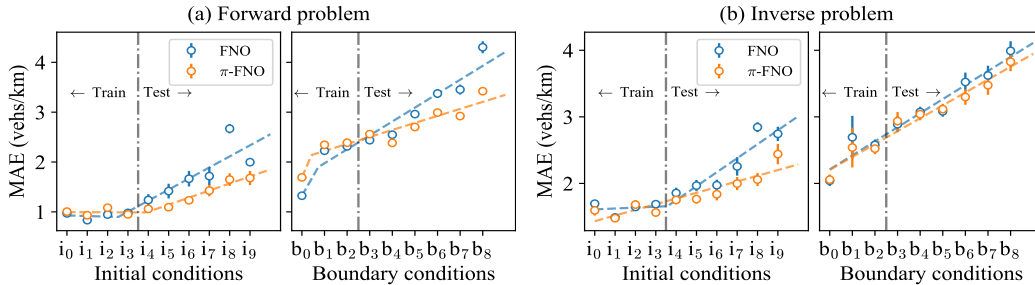 (a) Forward problem
(b) Inverse problem
MAE (vehs/km)
4
3
2
1
FNO
π-FNO
← Train
Test →
← Train
Test →
i₀ i₁ i₂ i₃ i₄ i₅ i₆ i₇ i₈ i₉
b₀ b₁ b₂ b₃ b₄ b₅ b₆ b₇ b₈
Initial conditions
Boundary conditions
MAE (vehs/km)
4
2
FNO
π-FNO
← Train
Test →
← Train
Test →
i₀ i₁ i₂ i₃ i₄ i₅ i₆ i₇ i₈ i₉
b₀ b₁ b₂ b₃ b₄ b₅ b₆ b₇ b₈
Initial conditions
Boundary conditions